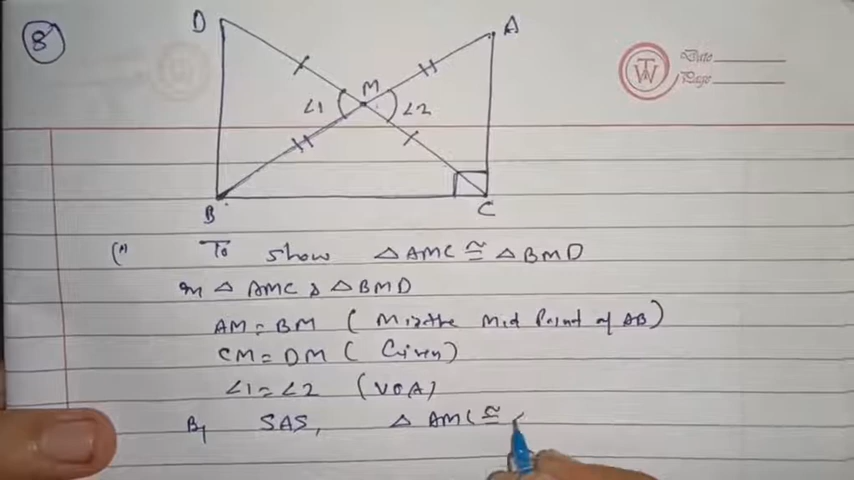 8
D
A
M
∠1
∠2
TW
Date
Page
B
C
(i) To show △AMC ≅ △BMD
In △ AMC & △BMD
AM = BM ( M is the Mid Point of AB)
CM = DM ( Given)
∠1 = ∠2 (VOA)
By SAS, △ AMC ≅